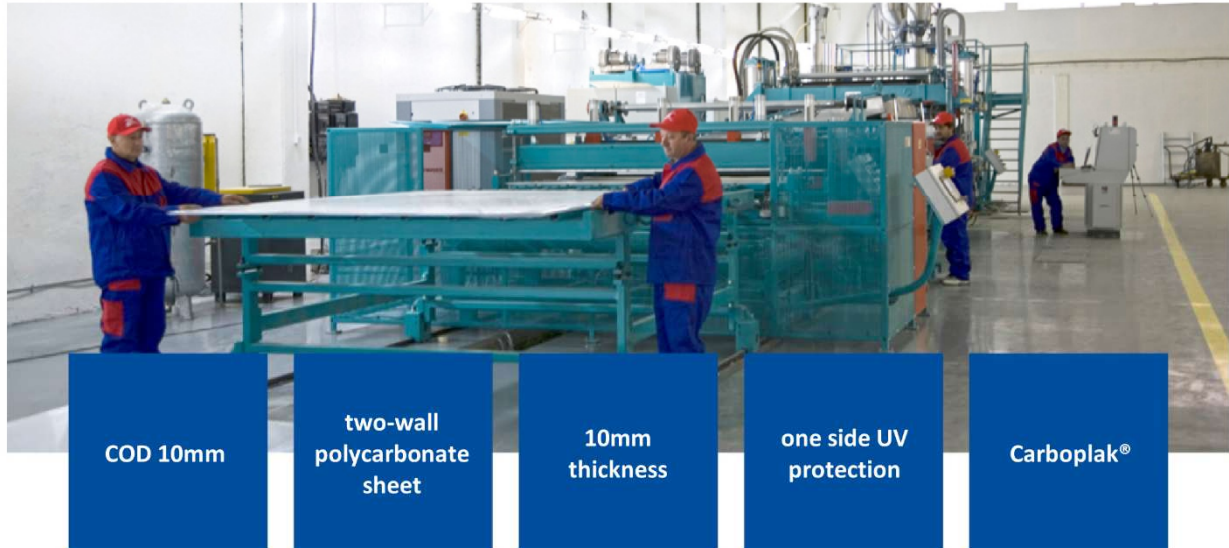 COD 10mm
two-wall
polycarbonate
sheet
10mm
thickness
one side UV
protection
Carboplak®